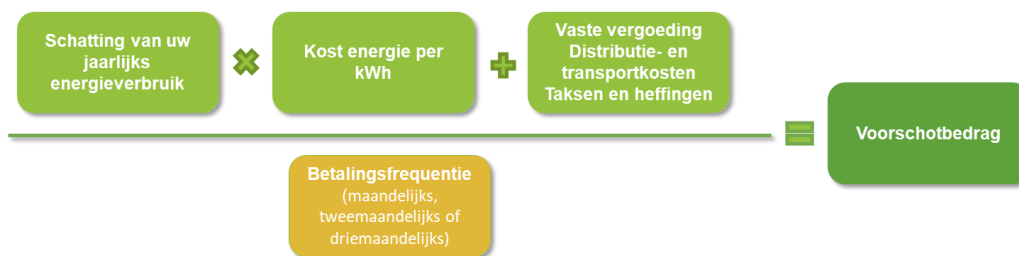 Schatting van uw
jaarlijks
energieverbruik
Kost energie per
kWh
Vaste vergoeding
Distributie- en
transportkosten
Taksen en heffingen
Voorschotbedrag
Betalingsfrequentie
(maandelijks,
tweemaandelijks of
driemaandelijks)